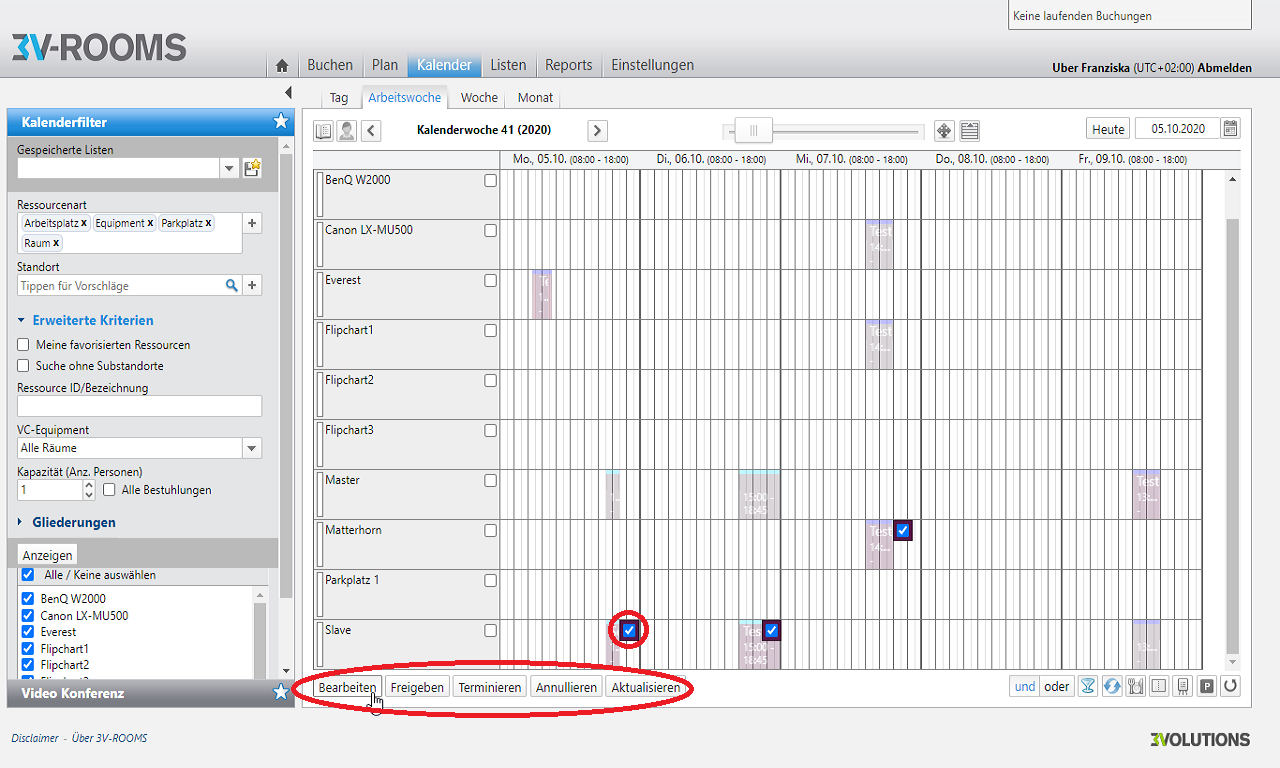 Keine laufenden Buchungen
3V-ROOMS
Buchen Plan Kalender Listen Reports Einstellungen
Uber Franziska (UTC+02:00) Abmelden
Tag Arbeitswoche Woche Monat
Kalenderfilter
Kalenderwoche 41 (2020)
Heute 05.10.2020
Gespeicherte Listen
Ressourcenart
Arbeitsplatz x Equipment x Parkplatz x
Raum x
Standort
Tippen für Vorschläge
Erweiterte Kriterien
Meine favorisierten Ressourcen
Suche ohne Substandorte
Ressource ID/Bezeichnung
VC-Equipment
Alle Räume
Kapazität (Anz. Personen)
1 Alle Bestuhlungen
Gliederungen
Anzeigen
Alle / Keine auswählen
BenQ W2000
Canon LX-MU500
Everest
Flipchart1
Flipchart2
Video Konferenz
Mo., 05.10. (08:00 - 18:00) Di., 06.10. (08:00 - 18:00) Mi., 07.10. (08:00 - 18:00) Do., 08.10. (08:00 - 18:00) Fr., 09.10. (08:00 - 18:00)
BenQ W2000
Canon LX-MU500 Test
14:...
-
Everest
1...
-
Flipchart1 Test
14:...
-
Flipchart2
Flipchart3
Master Test
1... 15:00 - 13:...
- 18:45 -
Matterhorn Test
14:...
-
Parkplatz 1
Slave Tes
15:00 - 13:...
18:45 -
Bearbeiten Freigeben Terminieren Annullieren Aktualisieren
und oder P
Disclaimer - Über 3V-ROOMS
3VOLUTIONS